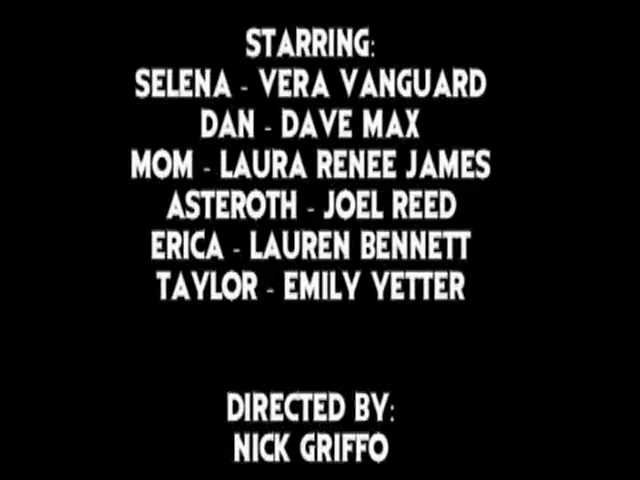 STARRING:
SELENA - VERA VANGUARD
DAN - DAVE MAX
MOM - LAURA RENEE JAMES
ASTEROTH - JOEL REED
ERICA - LAUREN BENNETT
TAYLOR - EMILY YETTER
DIRECTED BY:
NICK GRIFFO